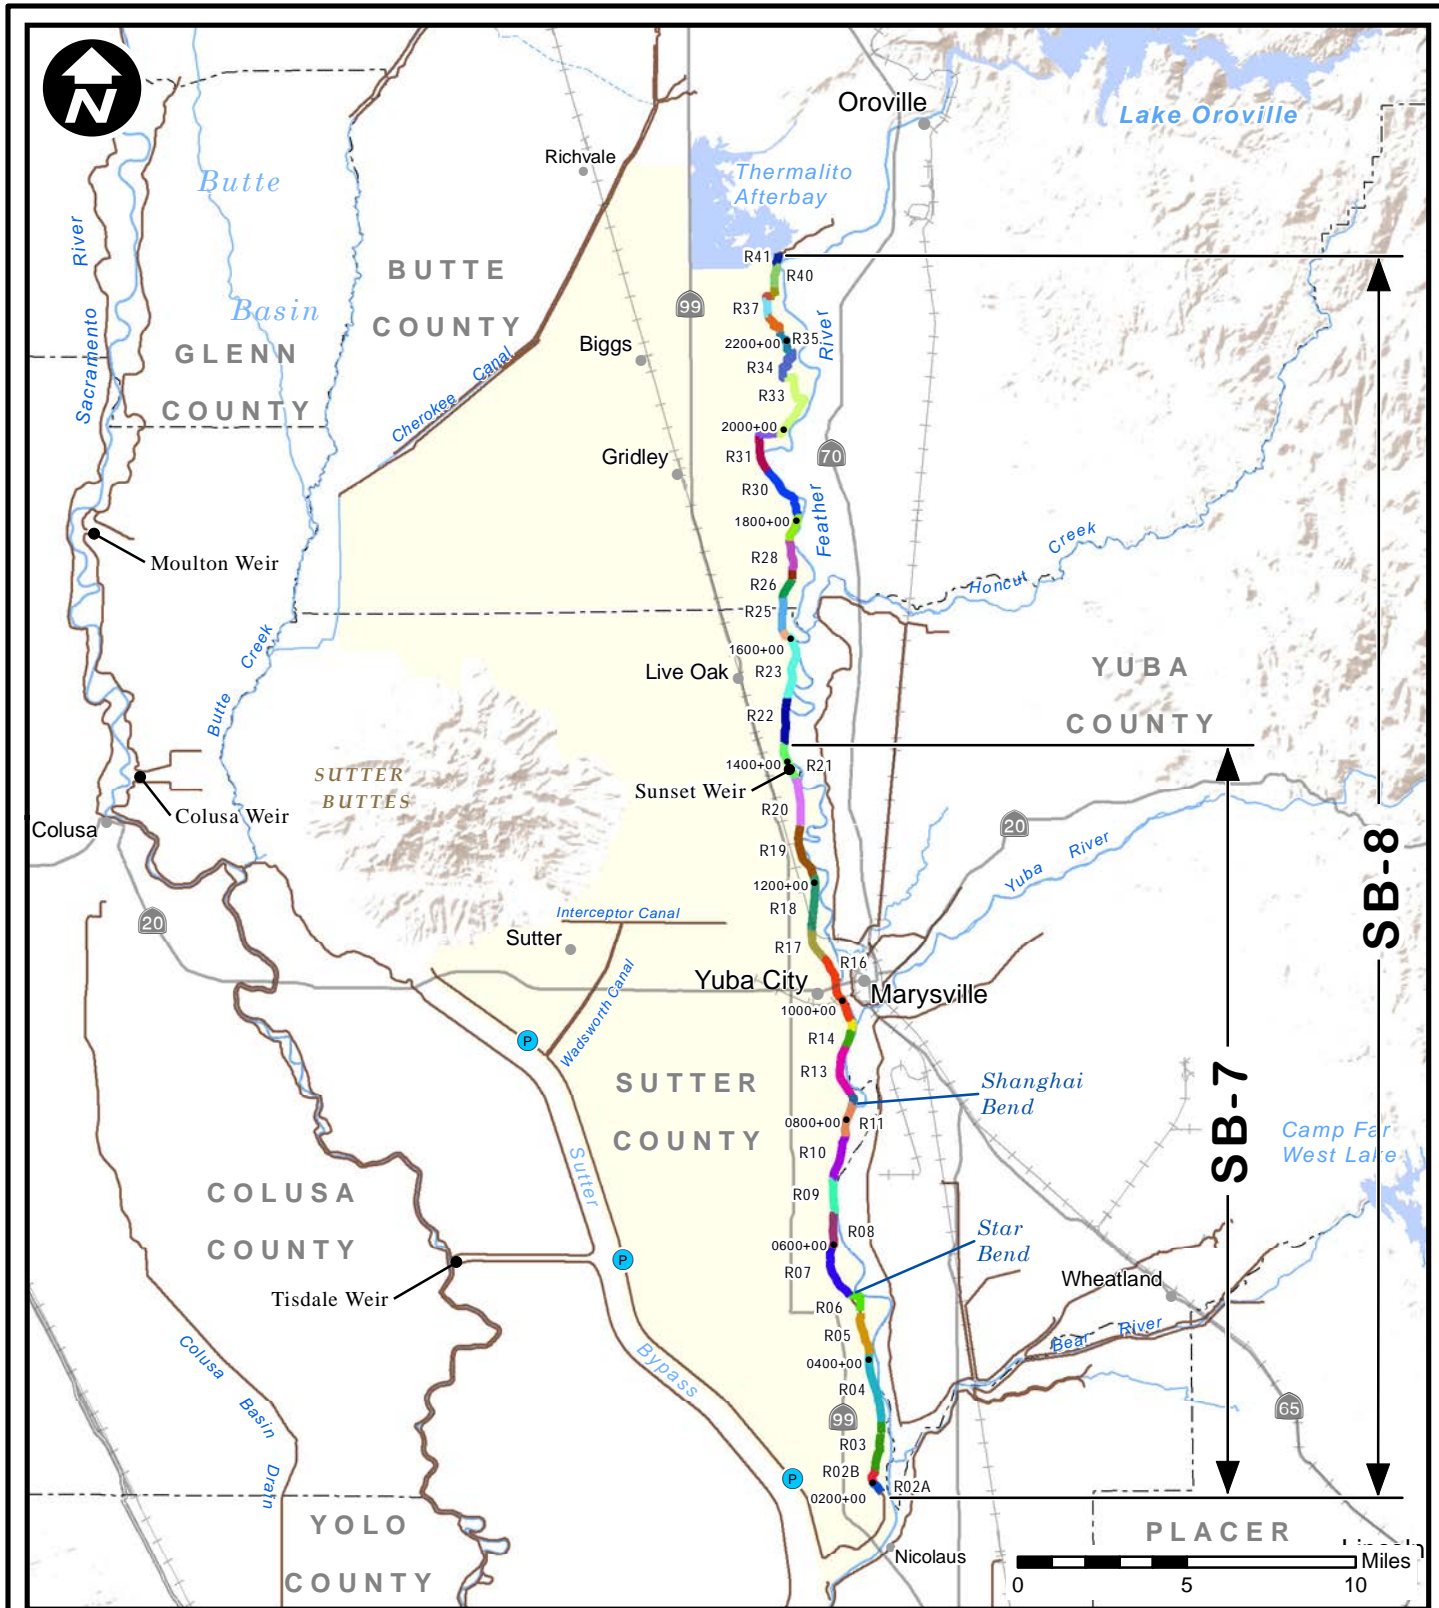 N
Oroville
Lake Oroville
Richvale
Thermalito
Afterbay
Butte
Basin
Sacramento
River
BUTTE
COUNTY
GLENN
COUNTY
Cherokee
Canal
99
Biggs
Gridley
R41
R40
R37
R35
2200+00
R34
R33
2000+00
R31
R30
1800+00
R28
R26
R25
1600+00
R23
R22
1400+00
R21
Sunset Weir
R20
R19
1200+00
R18
R17
R16
1000+00
R14
R13
0800+00
R11
R10
R09
R08
0600+00
R07
R06
R05
0400+00
R04
R03
R02B
R02A
0200+00
River
Feather
70
Honcut
Creek
Moulton Weir
Butte
Creek
Live Oak
YUBA
COUNTY
SUTTER
BUTTES
Colusa Weir
Colusa
20
20
Yuba
River
Interceptor Canal
Sutter
Wadsworth Canal
Yuba City
Marysville
P
SUTTER
COUNTY
Shanghai
Bend
SB-7
SB-8
Camp Far
West Lake
COLUSA
COUNTY
Sutter
Bypass
P
Star
Bend
Wheatland
Tisdale Weir
Bear
River
Colusa
Basin
Drain
99
65
P
YOLO
COUNTY
PLACER
Nicolaus
Lincoln
Miles
0
5
10